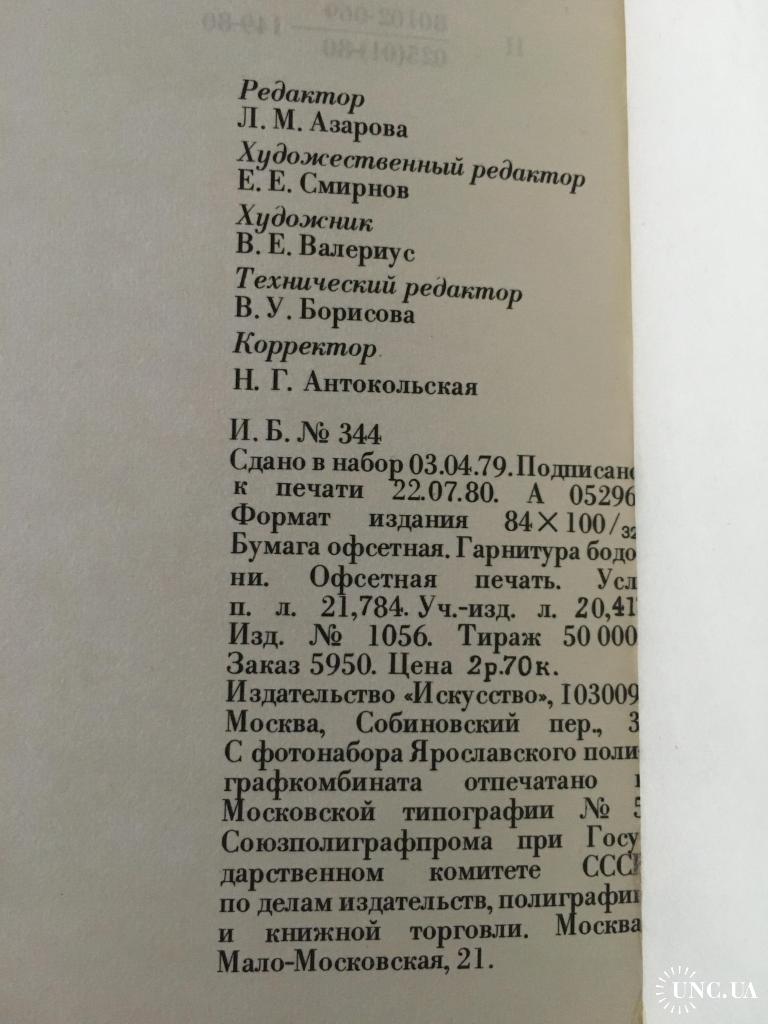 Редактор
Л. М. Азарова
Художественный редактор
Е. Е. Смирнов
Художник
В. Е. Валериус
Технический редактор
В. У. Борисова
Корректор
Н. Г. Антокольская
И. Б. № 344
Сдано в набор 03.04.79. Подписано
к печати 22.07.80. А 05296
Формат издания 84×100/32
Бумага офсетная. Гарнитура бодо
ни. Офсетная печать. Усл
п. л. 21,784. Уч.-изд. л. 20,41
Изд. № 1056. Тираж 50 000
Заказ 5950. Цена 2р.70к.
Издательство «Искусство», 103009
Москва, Собиновский пер., 3
С фотонабора Ярославского поли
графкомбината отпечатано
Московской типографии № 5
Союзполиграфпрома при Госу
дарственном комитете СССР
по делам издательств, полиграфии
и книжной торговли. Москва
Мало-Московская, 21.
UNC.UA